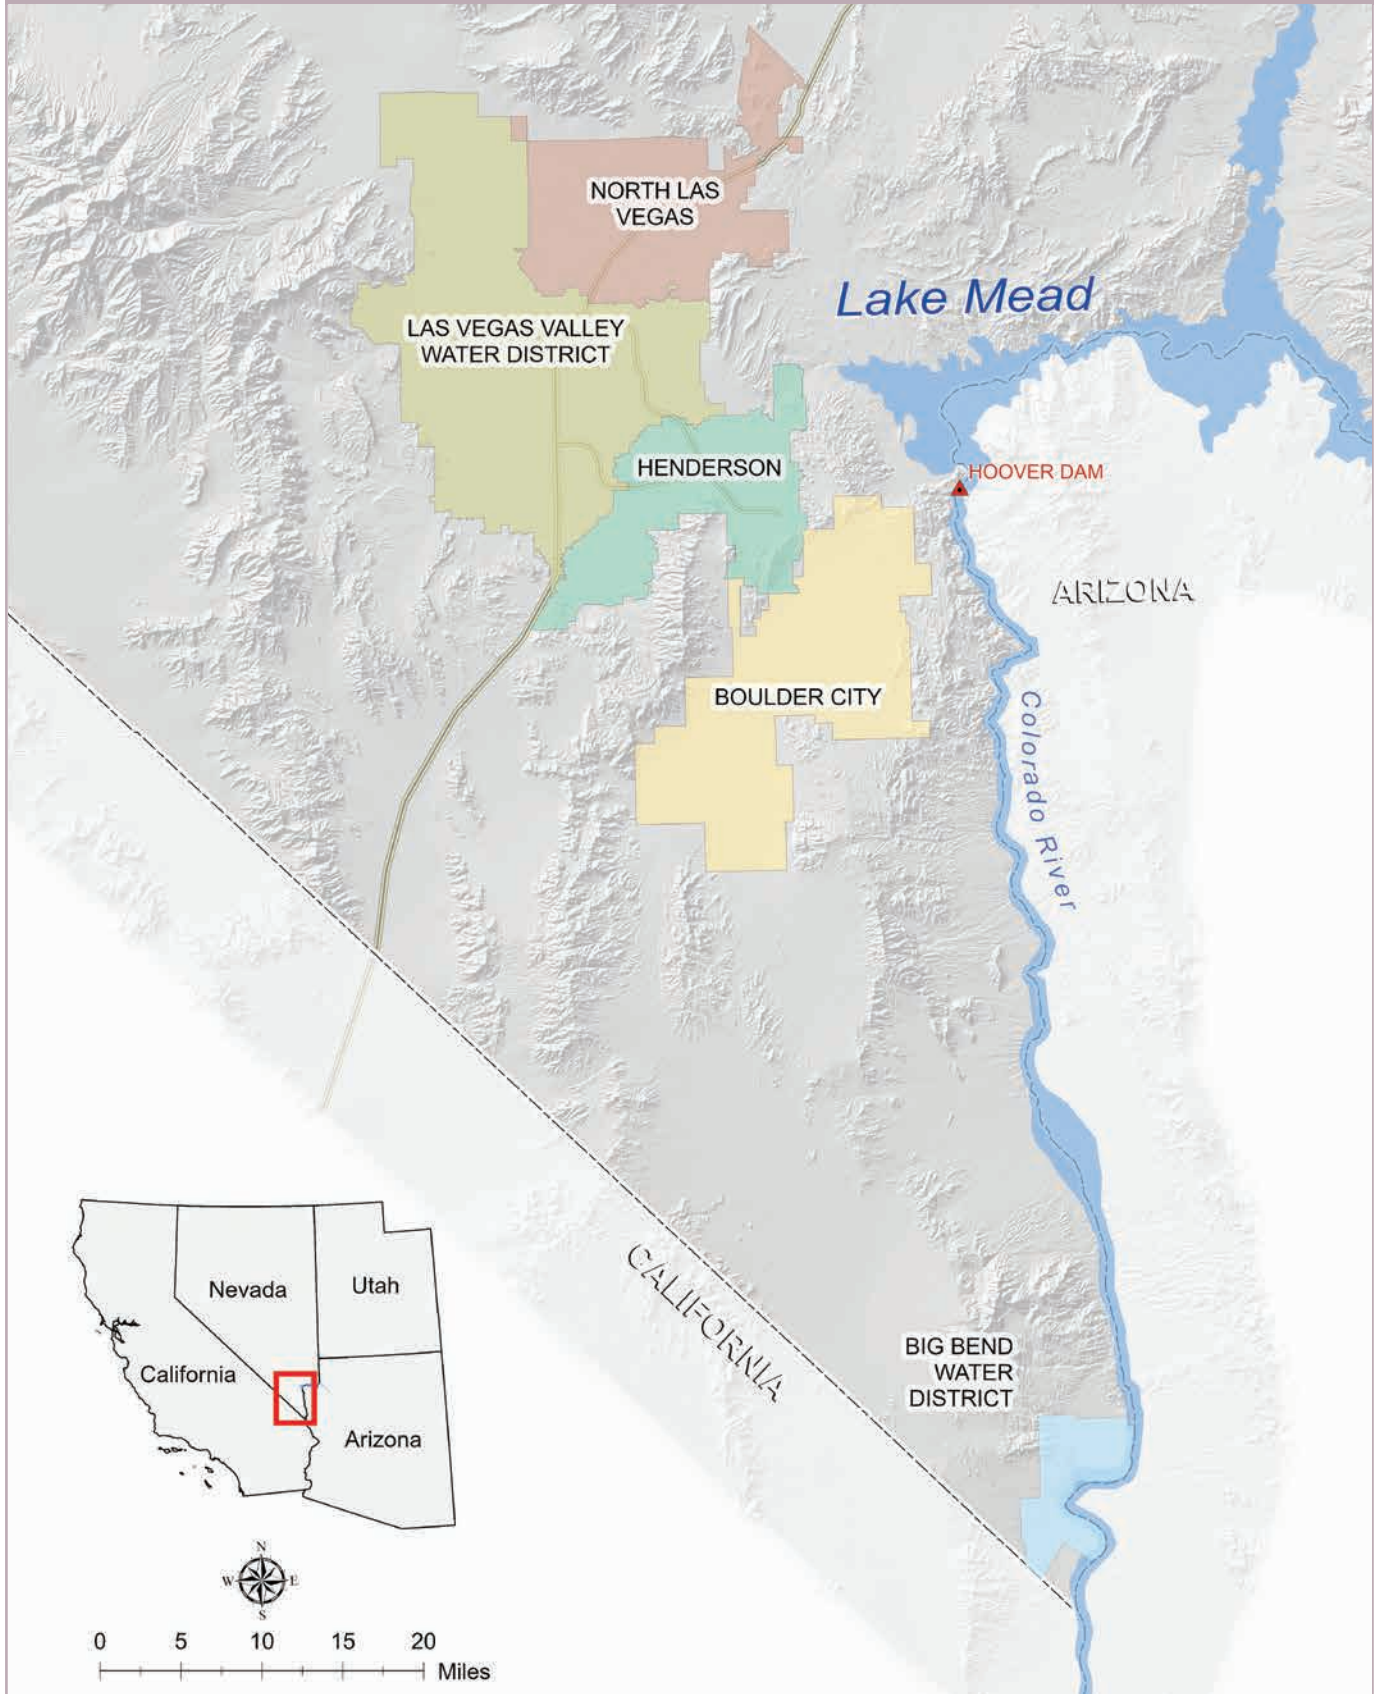 NORTH LAS
VEGAS
Lake Mead
LAS VEGAS VALLEY
WATER DISTRICT
HENDERSON
HOOVER DAM
ARIZONA
BOULDER CITY
Colorado River
CALIFORNIA
Nevada
Utah
California
Arizona
BIG BEND
WATER
DISTRICT
N
W E
S
0 5 10 15 20
Miles